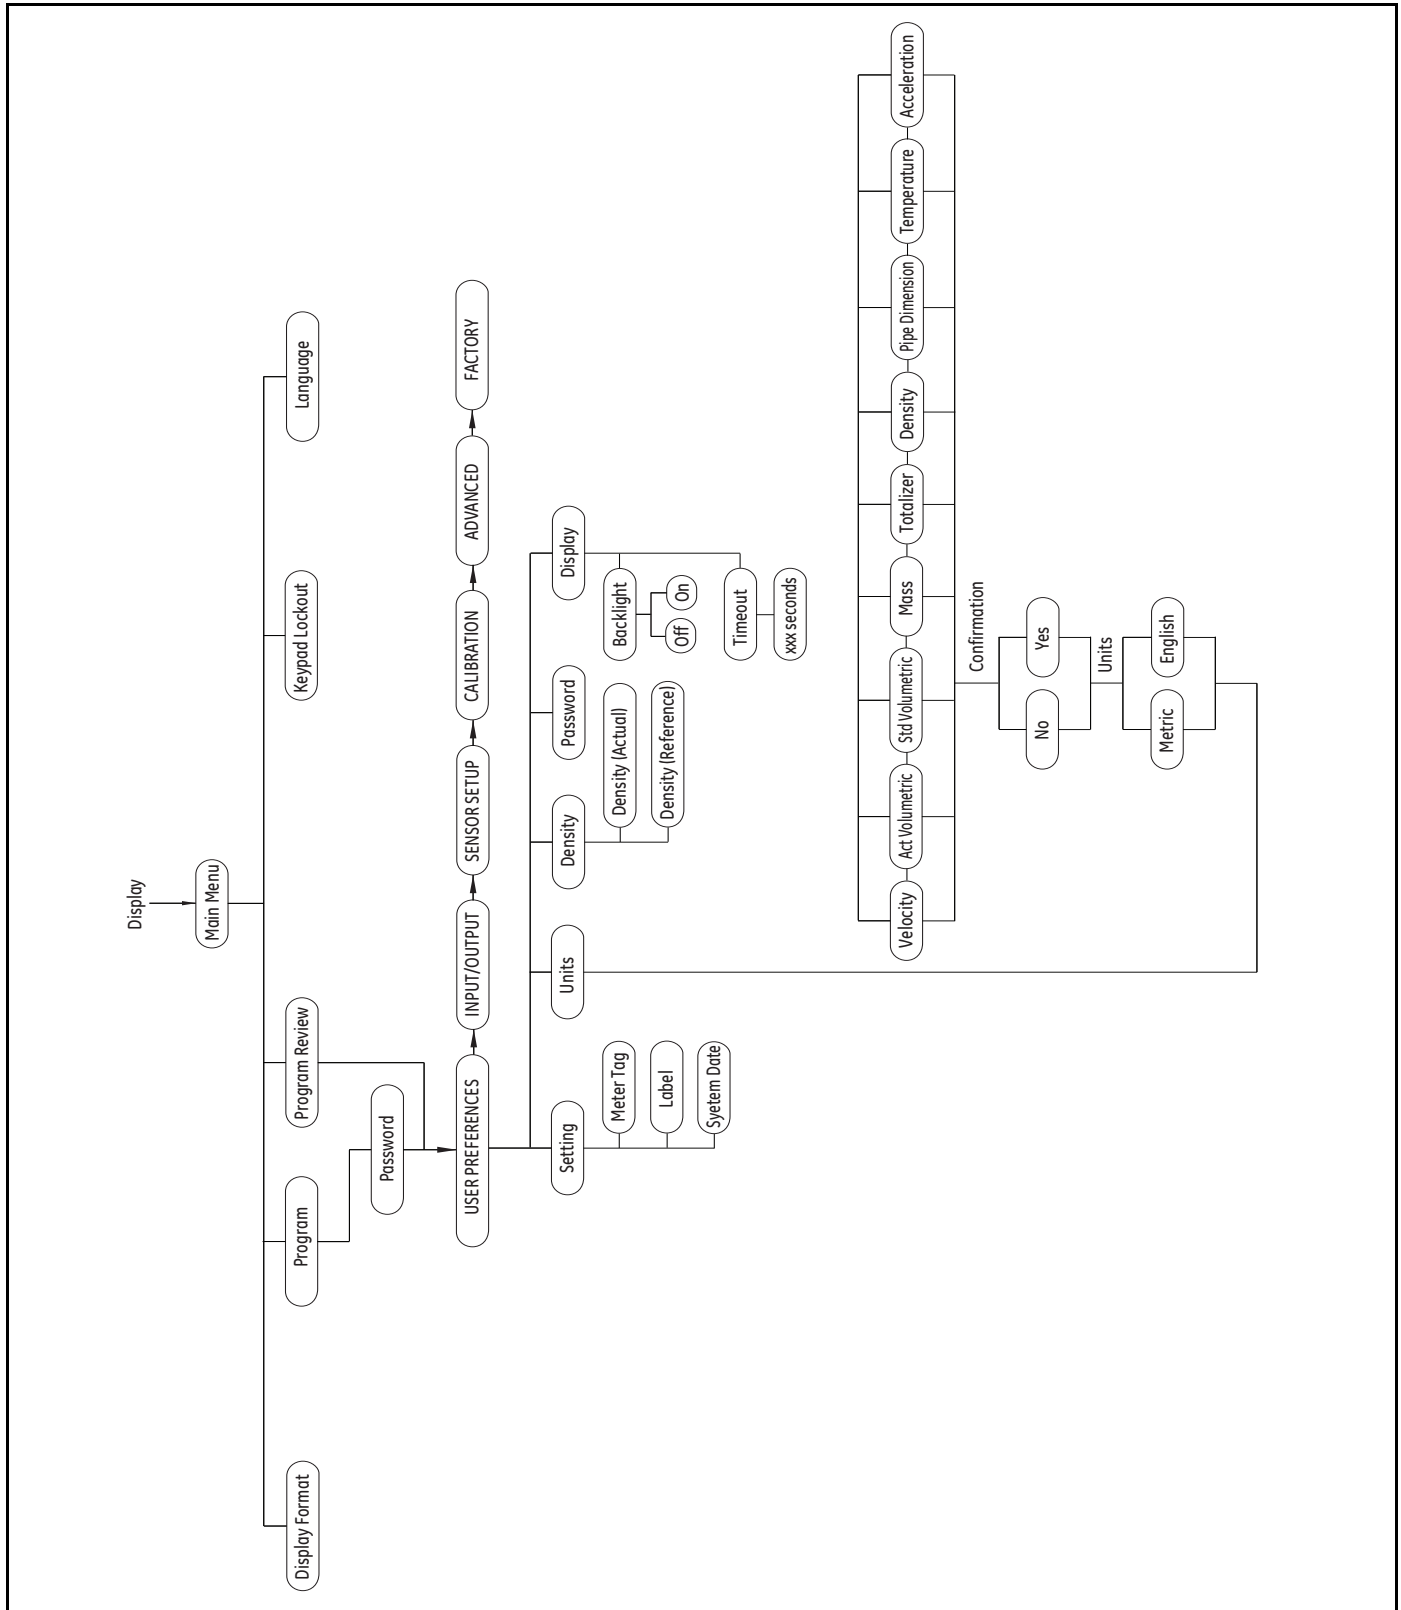 Display
Main Menu
Display Format
Program
Program Review
Keypad Lockout
Language
Password
USER PREFERENCES
INPUT/OUTPUT
SENSOR SETUP
CALIBRATION
ADVANCED
FACTORY
Setting
Units
Density
Password
Display
Meter Tag
Label
Syetem Date
Density (Actual)
Density (Reference)
Backlight
Off
On
Timeout
xxx seconds
Velocity
Act Volumetric
Std Volumetric
Mass
Totalizer
Density
Pipe Dimension
Temperature
Acceleration
Confirmation
No
Yes
Units
Metric
English